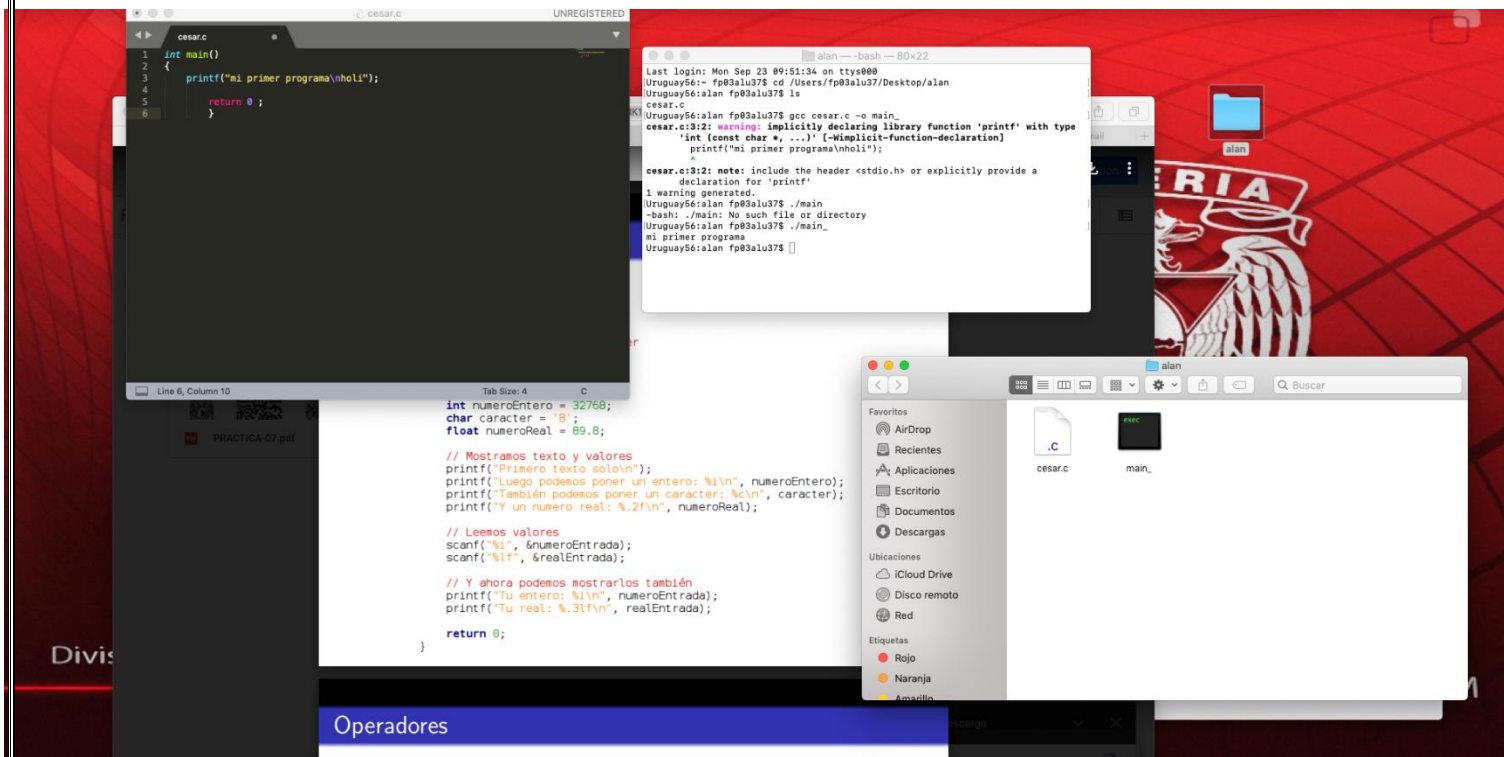 cesar.c
UNREGISTERED
cesar.c
1 int main()
2 {
3 printf("mi primer programa\nholi");
4
5 return 0 ;
6 }
Line 6, Column 10
Tab Size: 4
C
alan — -bash — 80×22
Last login: Mon Sep 23 09:51:34 on ttys000
Uruguay56:~ fp03alu37$ cd /Users/fp03alu37/Desktop/alan
Uruguay56:alan fp03alu37$ ls
cesar.c
Uruguay56:alan fp03alu37$ gcc cesar.c -o main_
cesar.c:3:2: warning: implicitly declaring library function 'printf' with type
'int (const char *, ...)' [-Wimplicit-function-declaration]
printf("mi primer programa\nholi");
^
cesar.c:3:2: note: include the header <stdio.h> or explicitly provide a
declaration for 'printf'
1 warning generated.
Uruguay56:alan fp03alu37$ ./main
-bash: ./main: No such file or directory
Uruguay56:alan fp03alu37$ ./main_
mi primer programa
Uruguay56:alan fp03alu37$
alan
ERIA
PRACTICA-07.pdf
int numeroEntero = 32768;
char caracter = 'B';
float numeroReal = 89.8;
// Mostramos texto y valores
printf("Primero texto solo\n");
printf("Luego podemos poner un entero: %i\n", numeroEntero);
printf("También podemos poner un caracter: %c\n", caracter);
printf("Y un numero real: %.2f\n", numeroReal);
// Leemos valores
scanf("%i", &numeroEntrada);
scanf("%lf", &realEntrada);
// Y ahora podemos mostrarlos también
printf("Tu entero: %i\n", numeroEntrada);
printf("Tu real: %.3lf\n", realEntrada);
return 0;
}
Operadores
alan
Buscar
Favoritos
AirDrop
Recientes
Aplicaciones
Escritorio
Documentos
Descargas
Ubicaciones
iCloud Drive
Disco remoto
Red
Etiquetas
Rojo
Naranja
Amarillo
.C
cesar.c
exec
main_
Divis